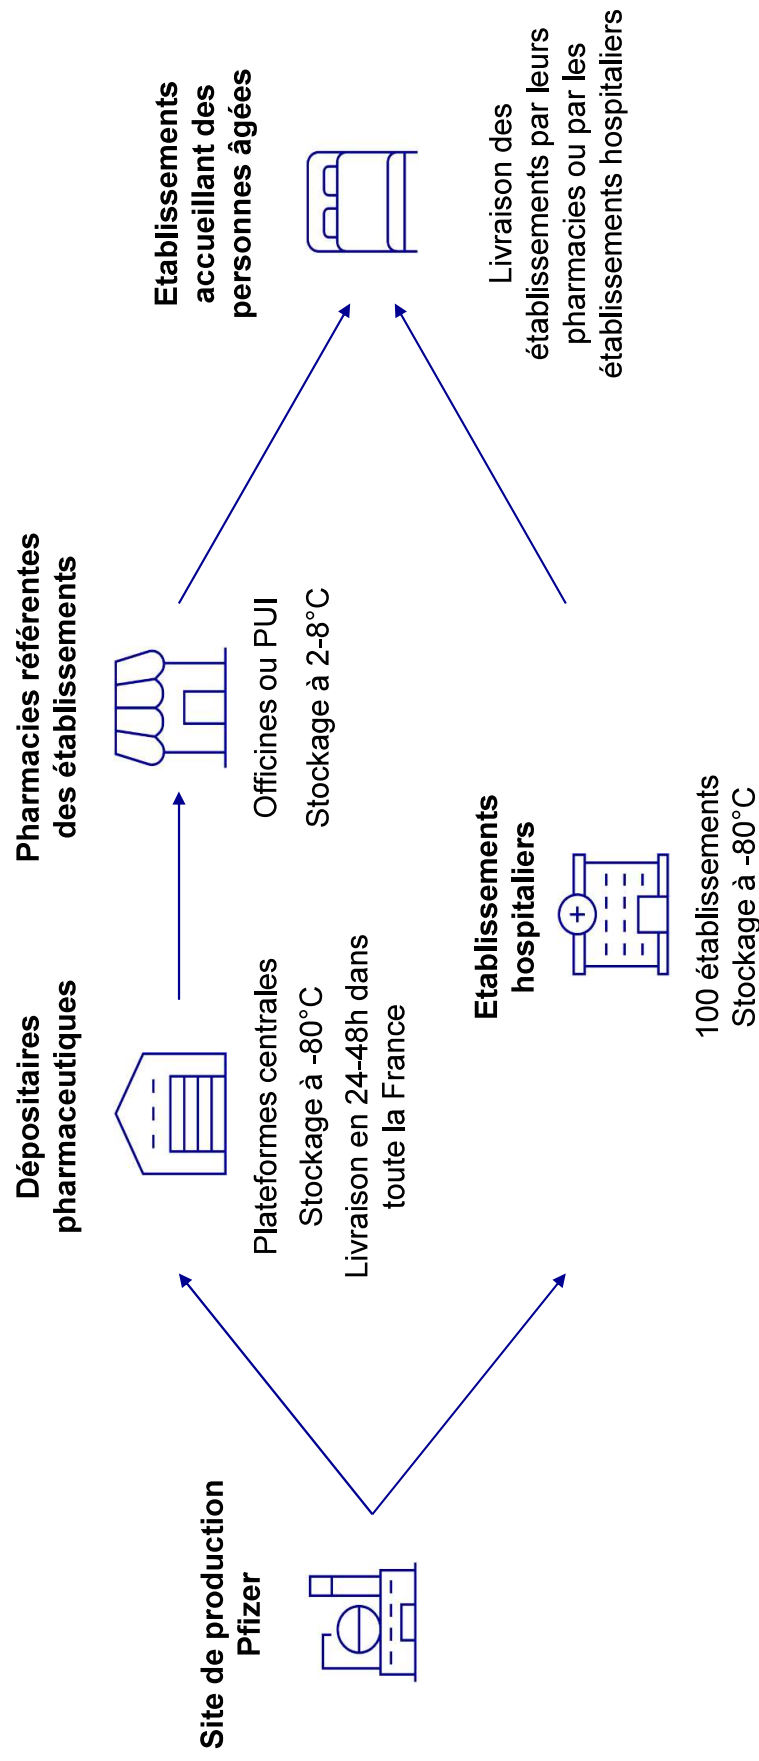 Site de production
Pfizer
Dépositaires
pharmaceutiques
Plateformes centrales
Stockage à -80°C
Livraison en 24-48h dans
toute la France
Pharmacies référentes
des établissements
Officines ou PUI
Stockage à 2-8°C
Etablissements
hospitaliers
100 établissements
Stockage à -80°C
Etablissements
accueillant des
personnes âgées
Livraison des
établissements par leurs
pharmacies ou par les
établissements hospitaliers